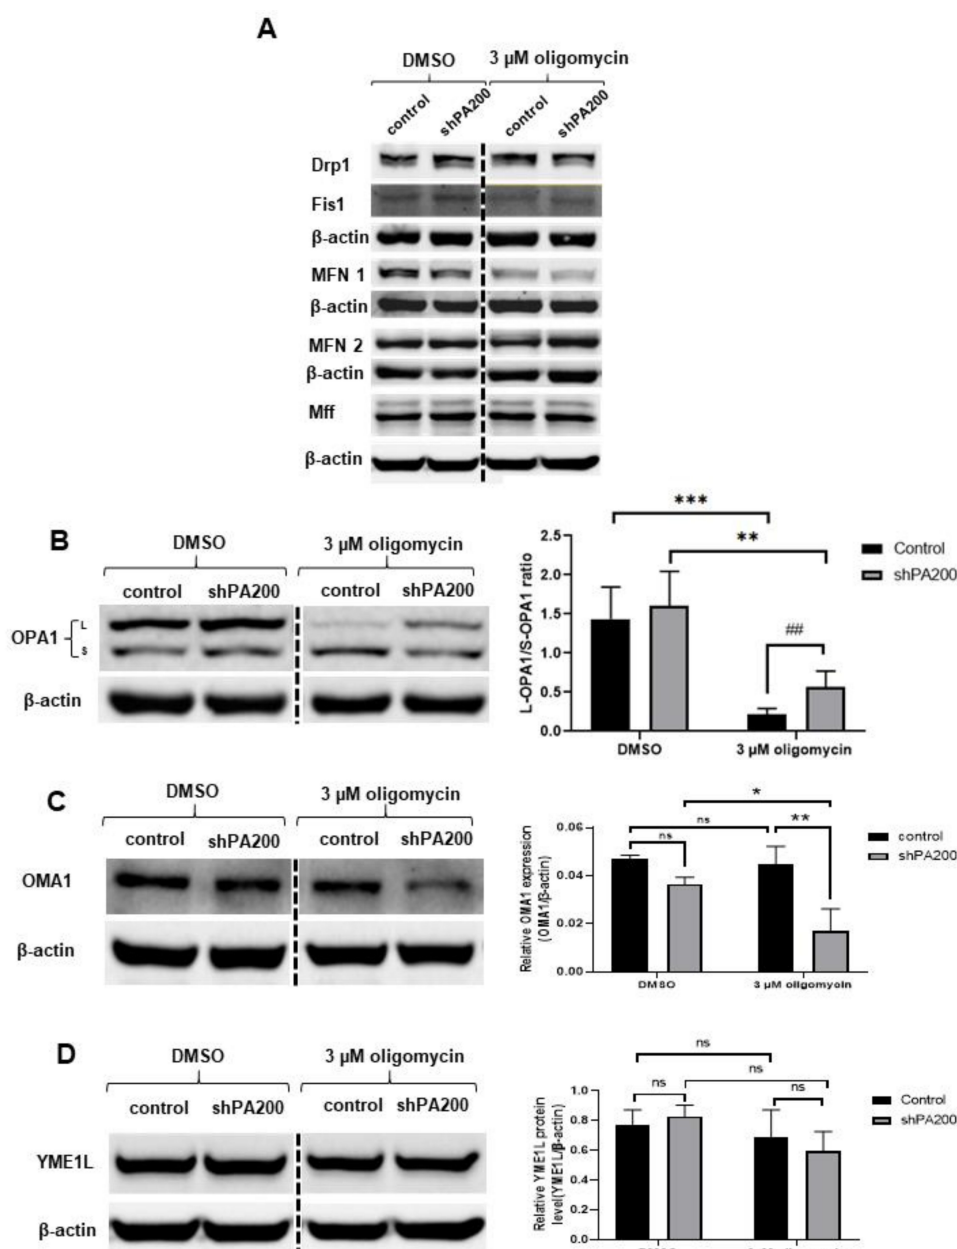 A
DMSO
3 µM oligomycin
control
shPA200
control
shPA200
Drp1
Fis1
β-actin
MFN 1
β-actin
MFN 2
β-actin
Mff
β-actin
B
DMSO
3 µM oligomycin
control shPA200
control shPA200
OPA1
L
S
β-actin
***
**
##
L-OPA1/S-OPA1 ratio
2.5
2.0
1.5
1.0
0.5
0.0
DMSO
3 µM oligomycin
Control
shPA200
C
DMSO
3 µM oligomycin
control shPA200
control shPA200
OMA1
β-actin
*
ns
**
ns
Relative OMA1 expression
(OMA1/β-actin)
0.06
0.04
0.02
0.00
DMSO
3 µM oligomycin
control
shPA200
D
DMSO
3 µM oligomycin
control shPA200
control shPA200
YME1L
β-actin
ns
ns
ns
ns
Relative YME1L protein
level(YME1L/β-actin)
1.0
0.8
0.6
0.4
0.2
0.0
Control
shPA200